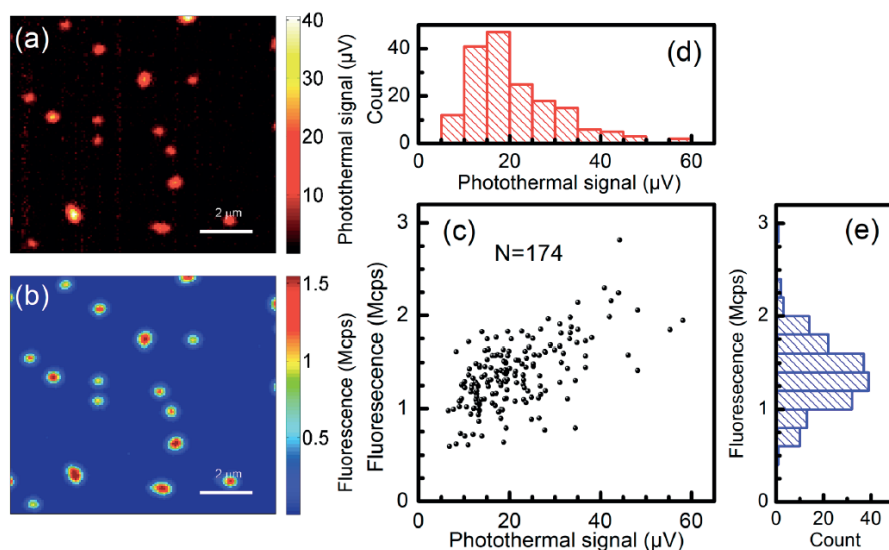 (a)
40
30
20
10
Photothermal signal (µV)
2 µm
(b)
1.5
1
0.5
Fluorescence (Mcps)
2 µm
(d)
40
20
0
Count
0 20 40 60
Photothermal signal (µV)
(c)
N=174
3
2
1
0
Fluoresecence (Mcps)
0 20 40 60
Photothermal signal (µV)
(e)
3
2
1
0
Fluoresecence (Mcps)
0 20 40
Count